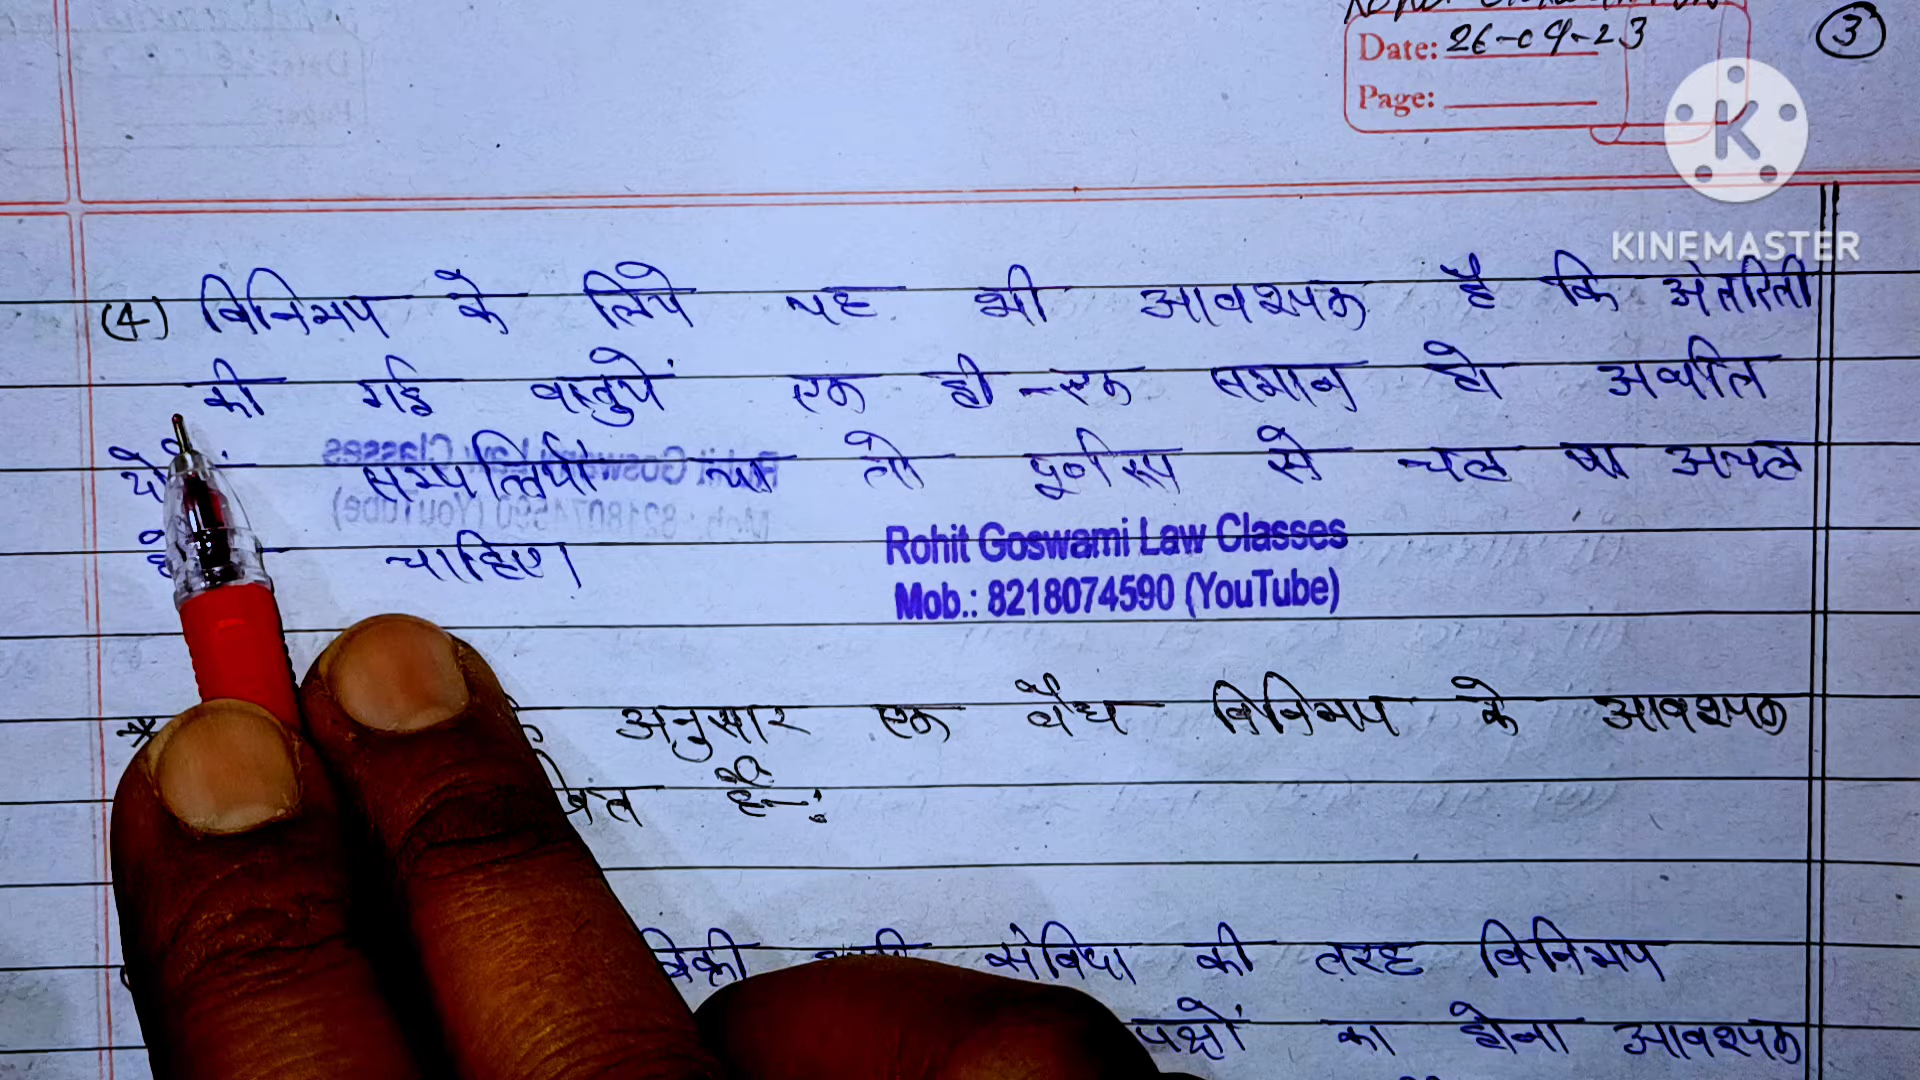 Date: 26-04-23
Page:
3
KINEMASTER
(4) विनिमय के लिये यह भी आवश्यक है कि अंतरिती
की गई वस्तुयें एक ही-एक समान हो अर्थात
सम्पत्तियां या तो पूर्णरूप से चल या अचल
चाहिए।
Rohit Goswami Law Classes
Mob.: 8218074590 (YouTube)
* अनुसार एक वैध विनिमय के आवश्यक
हैं-:
बिक्री संविदा की तरह विनिमय
पक्षों का होना आवश्यक